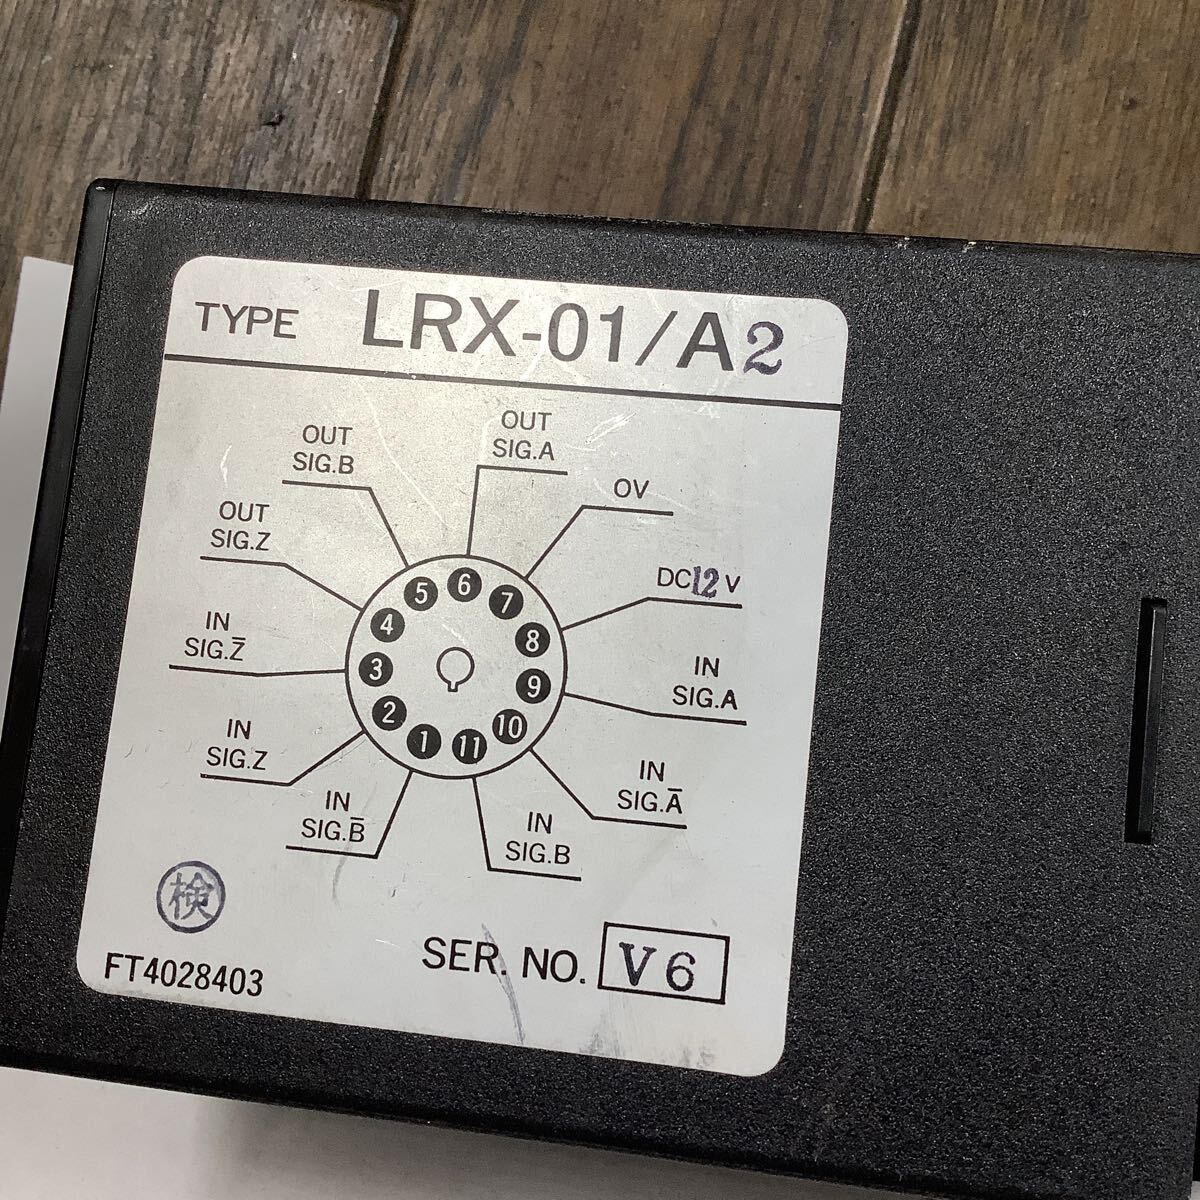 TYPE LRX-01/A2
OUT
SIG.A
OUT
SIG.B
OV
OUT
SIG.Z
DC12V
IN
SIG.Z̅
IN
SIG.A
IN
SIG.Z
IN
SIG.A̅
IN
SIG.B̅
IN
SIG.B
6
5
7
4
8
3
9
2
10
1
11
検
FT4028403
SER. NO. V6